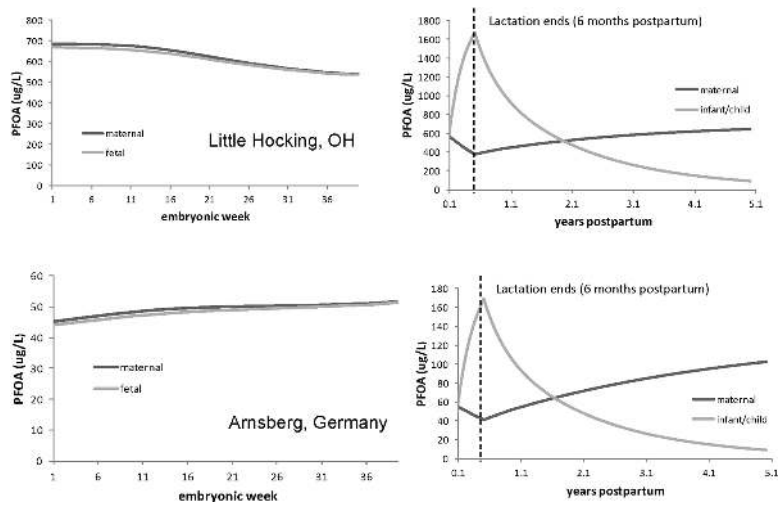 800
700
600
500
400
300
200
100
0
PFOA (ug/L)
maternal
fetal
Little Hocking, OH
1 6 11 16 21 26 31 36
embryonic week
Lactation ends (6 months postpartum)
1800
1600
1400
1200
1000
800
600
400
200
0
PFOA (ug/L)
maternal
infant/child
0.1 1.1 2.1 3.1 4.1 5.1
years postpartum
60
50
40
30
20
10
0
PFOA (ug/L)
maternal
fetal
Arnsberg, Germany
1 6 11 16 21 26 31 36
embryonic week
Lactation ends (6 months postpartum)
180
160
140
120
100
80
60
40
20
0
PFOA (ug/L)
maternal
infant/child
0.1 1.1 2.1 3.1 4.1 5.1
years postpartum